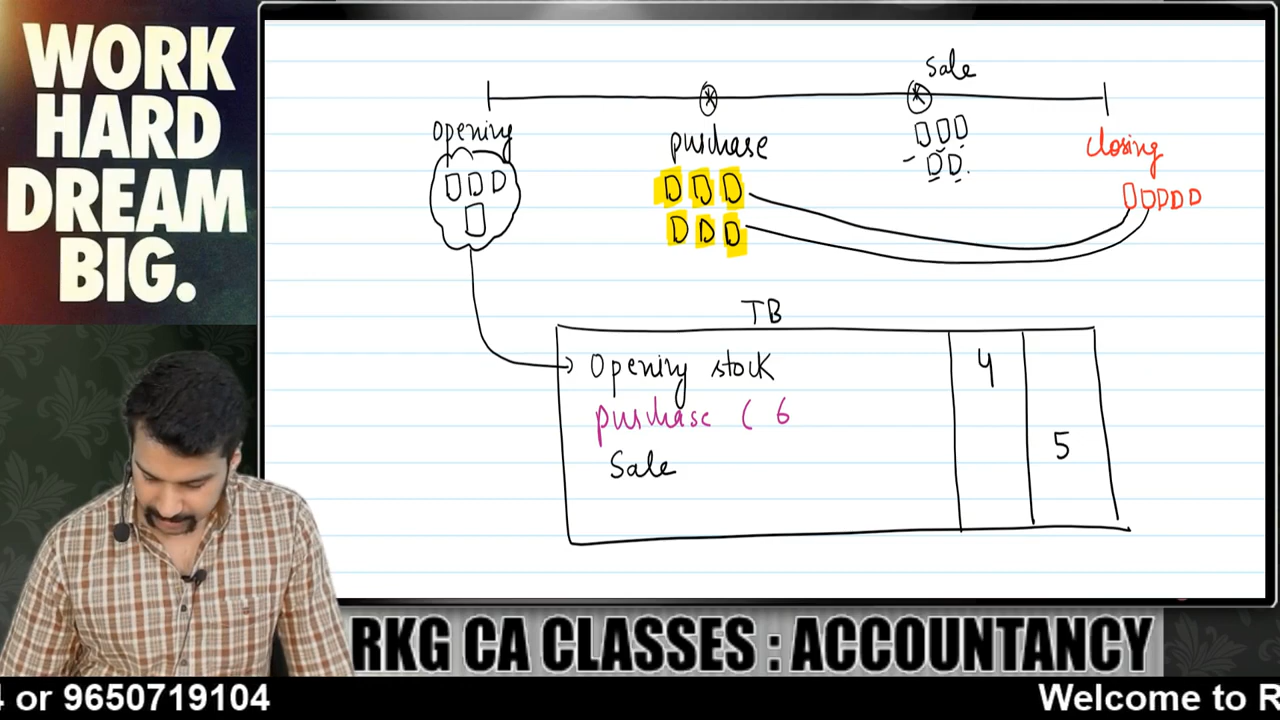 WORK
HARD
DREAM
BIG.
Sale
Opening
purchase
closing
TB
Opening stock 4
purchase ( 6
Sale 5
RKG CA CLASSES : ACCOUNTANCY
4 or 9650719104
Welcome to R